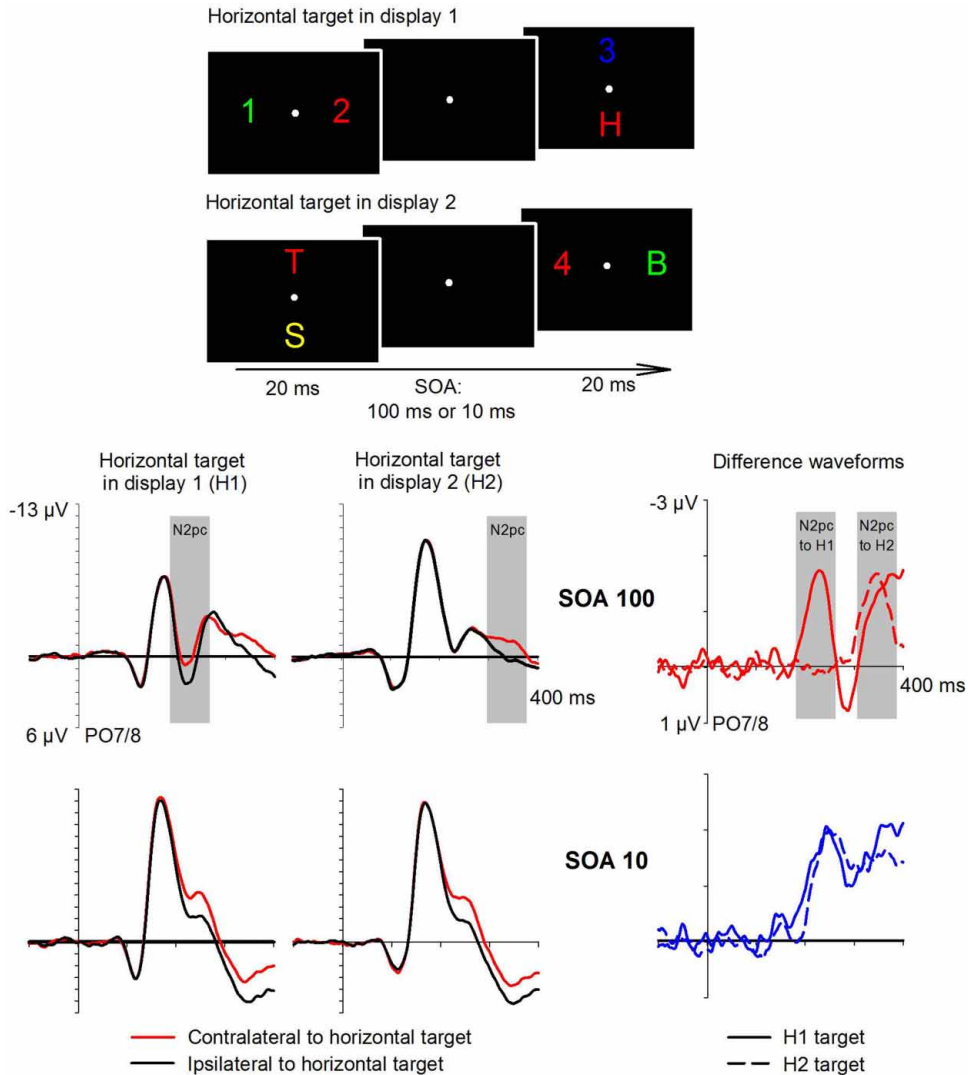 Horizontal target in display 1
1 2
3
H
Horizontal target in display 2
T
S
4 B
20 ms
SOA:
100 ms or 10 ms
20 ms
Horizontal target
in display 1 (H1)
Horizontal target
in display 2 (H2)
Difference waveforms
-13 µV
N2pc
N2pc
-3 µV
N2pc
to H1
N2pc
to H2
SOA 100
400 ms
400 ms
6 µV
PO7/8
1 µV
PO7/8
SOA 10
Contralateral to horizontal target
Ipsilateral to horizontal target
H1 target
H2 target